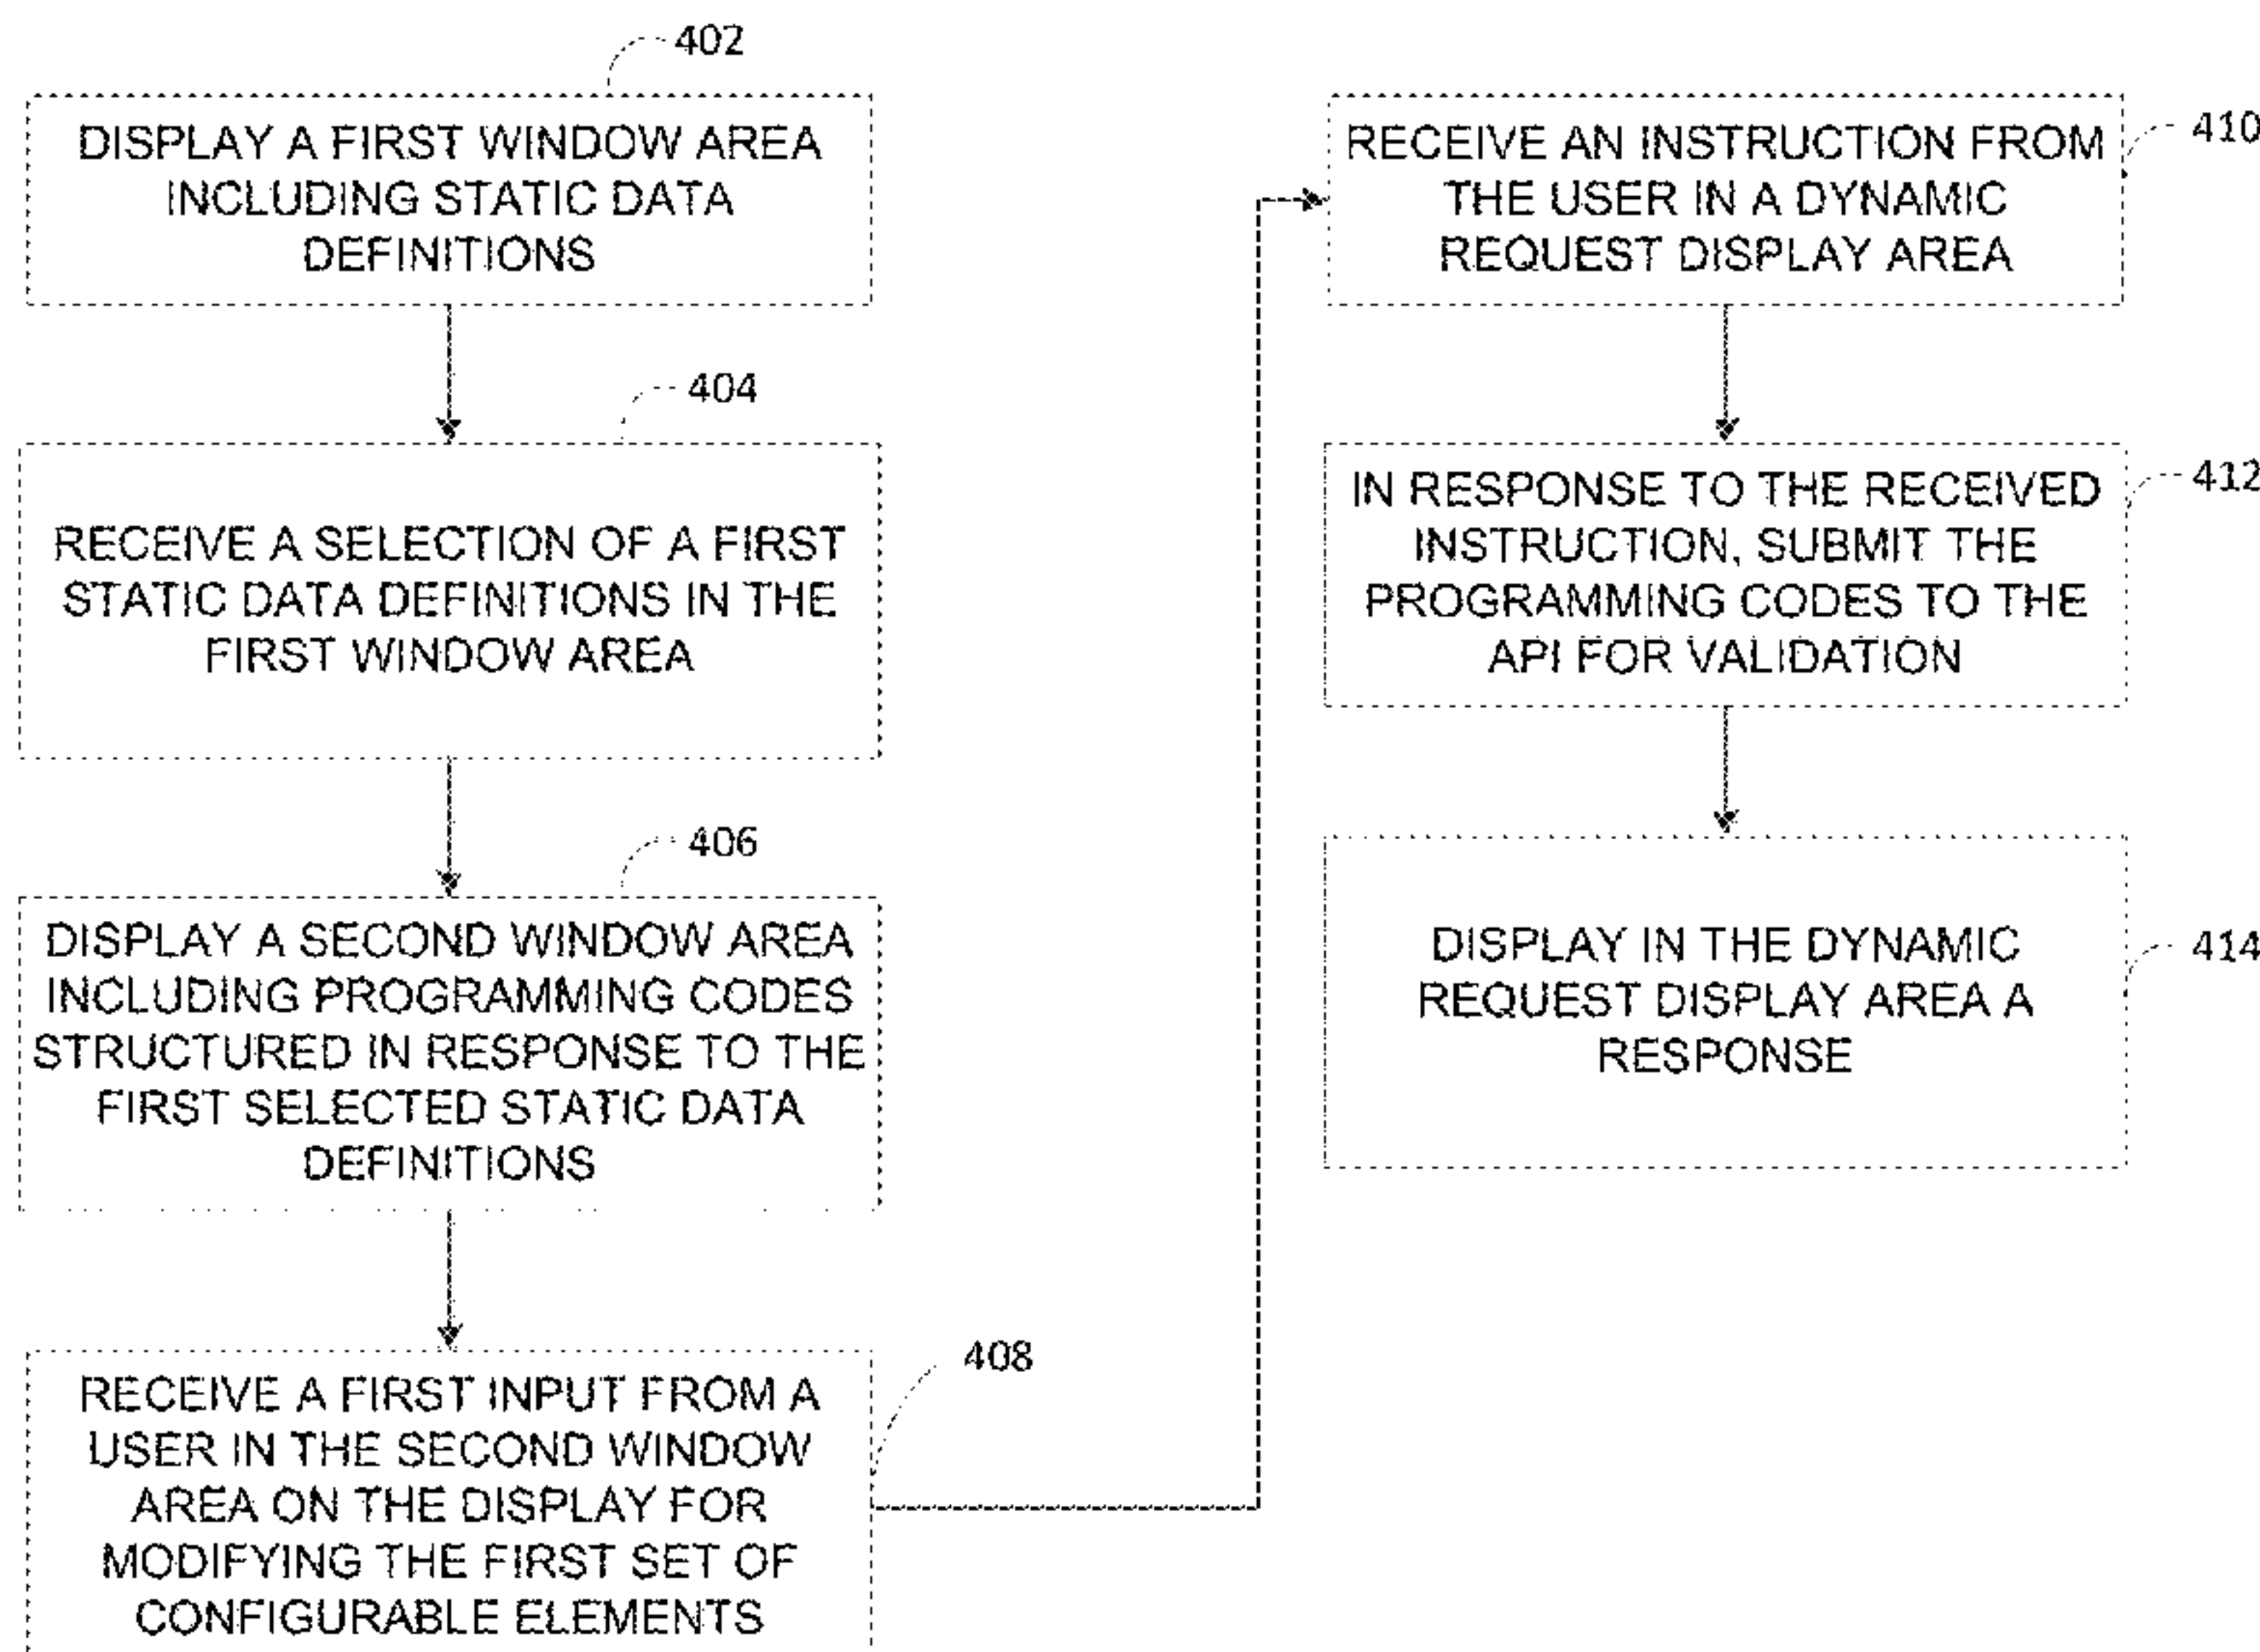 402
DISPLAY A FIRST WINDOW AREA
INCLUDING STATIC DATA
DEFINITIONS
404
RECEIVE A SELECTION OF A FIRST
STATIC DATA DEFINITIONS IN THE
FIRST WINDOW AREA
406
DISPLAY A SECOND WINDOW AREA
INCLUDING PROGRAMMING CODES
STRUCTURED IN RESPONSE TO THE
FIRST SELECTED STATIC DATA
DEFINITIONS
408
RECEIVE A FIRST INPUT FROM A
USER IN THE SECOND WINDOW
AREA ON THE DISPLAY FOR
MODIFYING THE FIRST SET OF
CONFIGURABLE ELEMENTS
410
RECEIVE AN INSTRUCTION FROM
THE USER IN A DYNAMIC
REQUEST DISPLAY AREA
412
IN RESPONSE TO THE RECEIVED
INSTRUCTION, SUBMIT THE
PROGRAMMING CODES TO THE
API FOR VALIDATION
414
DISPLAY IN THE DYNAMIC
REQUEST DISPLAY AREA A
RESPONSE